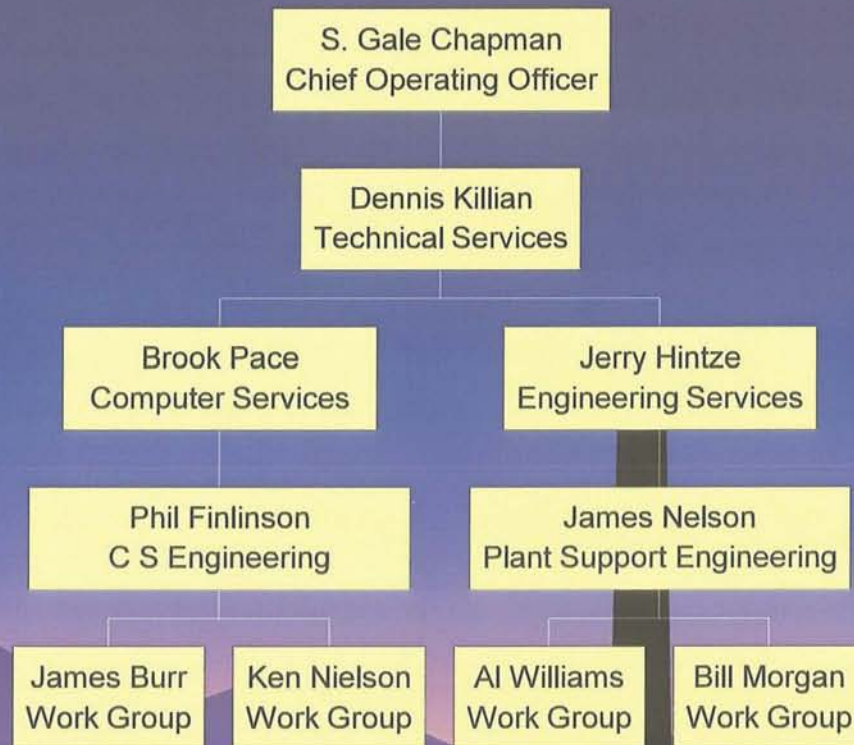 S. Gale Chapman
Chief Operating Officer
Dennis Killian
Technical Services
Brook Pace
Computer Services
Jerry Hintze
Engineering Services
Phil Finlinson
C S Engineering
James Nelson
Plant Support Engineering
James Burr
Work Group
Ken Nielson
Work Group
Al Williams
Work Group
Bill Morgan
Work Group